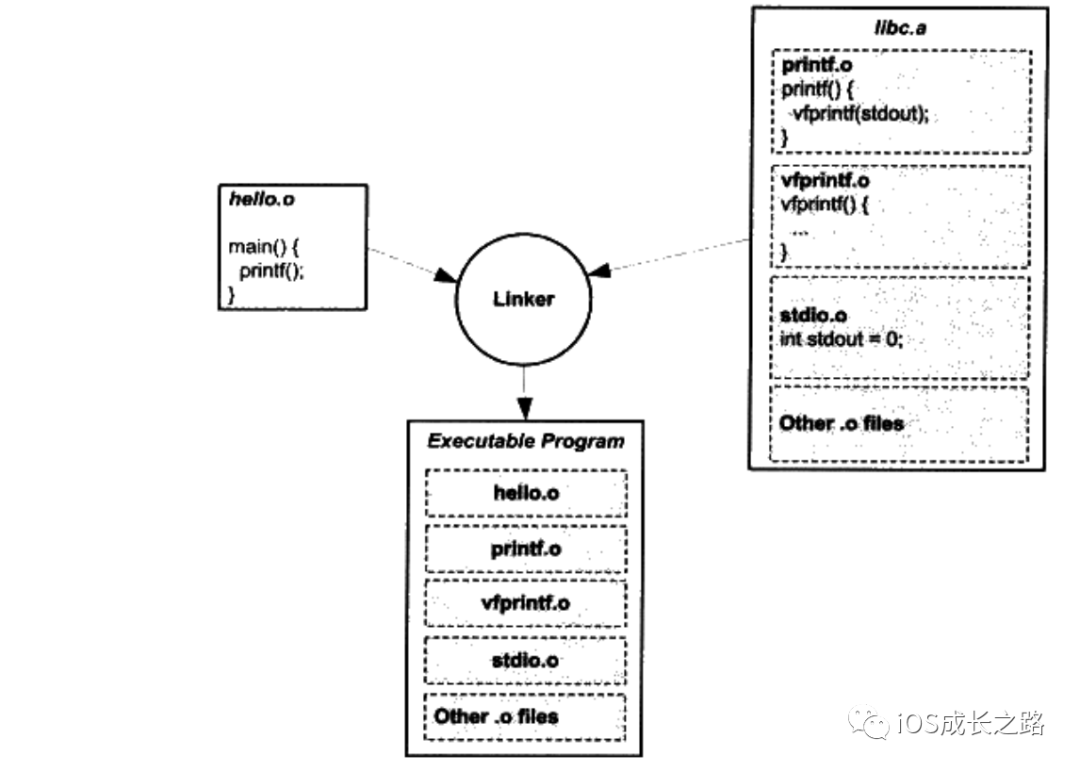 libc.a
printf.o
printf() {
vfprintf(stdout);
}
vfprintf.o
vfprintf() {
...
}
stdio.o
int stdout = 0;
Other .o files
hello.o
main() {
printf();
}
Linker
Executable Program
hello.o
printf.o
vfprintf.o
stdio.o
Other .o files
iOS成长之路